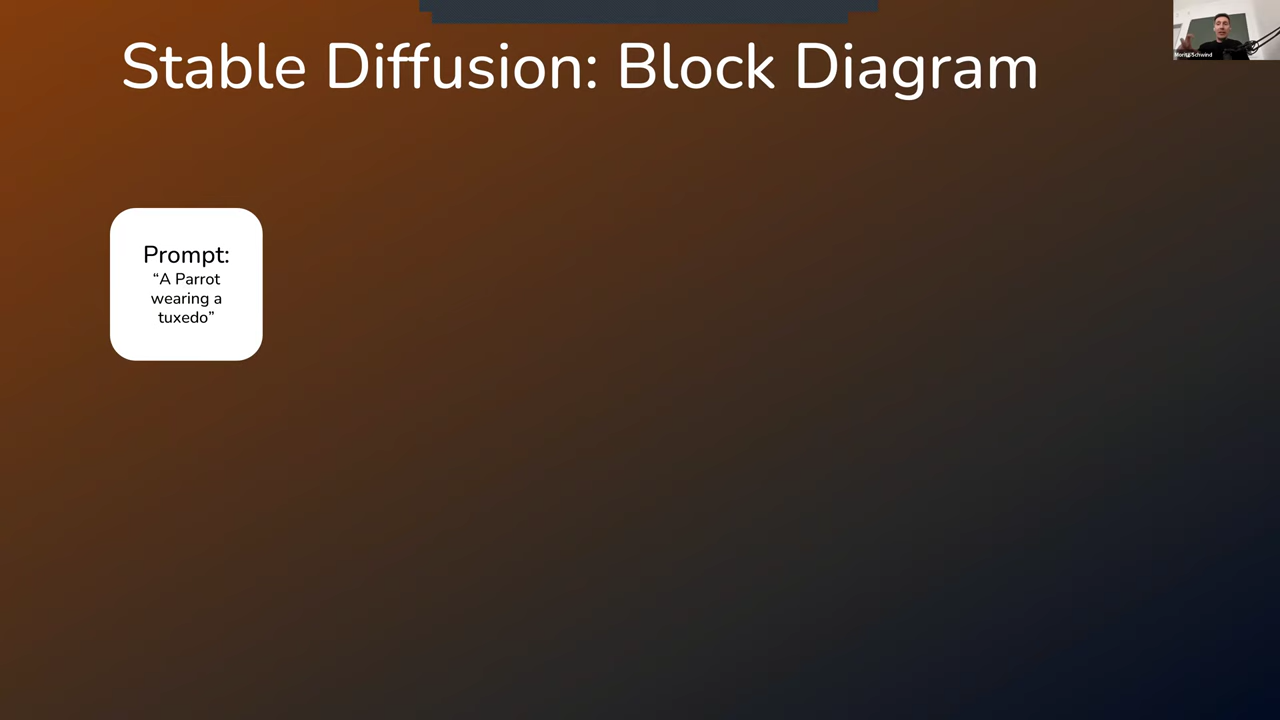 Stable Diffusion: Block Diagram
Prompt:
“A Parrot
wearing a
tuxedo”